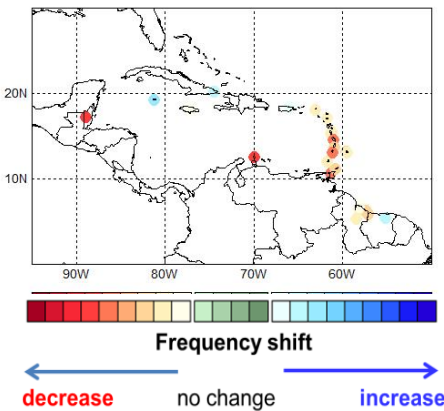 20N
10N
90W 80W 70W 60W
Frequency shift
decrease no change increase